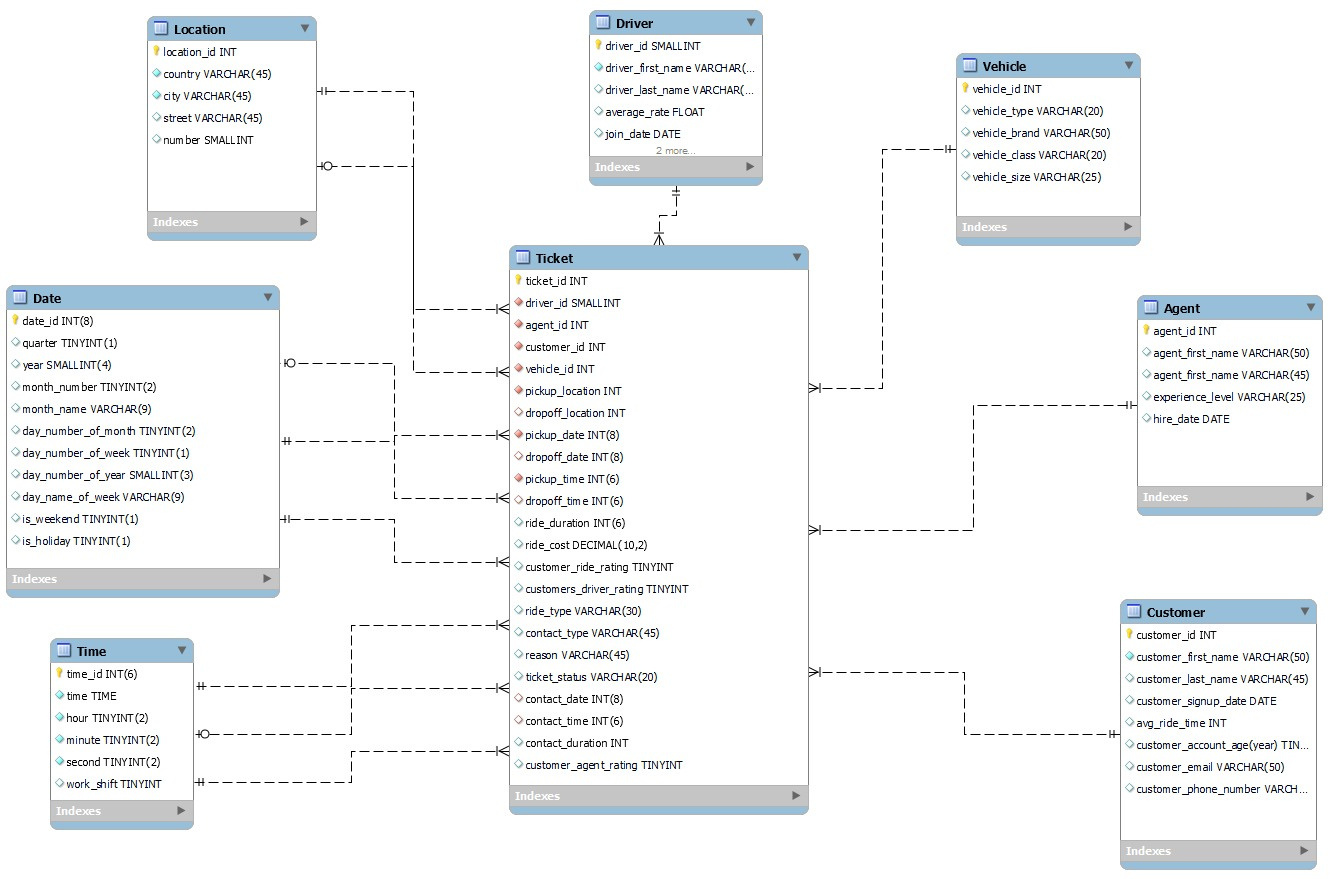 Location
location_id INT
country VARCHAR(45)
city VARCHAR(45)
street VARCHAR(45)
number SMALLINT
Indexes
Driver
driver_id SMALLINT
driver_first_name VARCHAR(...
driver_last_name VARCHAR(...
average_rate FLOAT
join_date DATE
2 more...
Indexes
Vehicle
vehicle_id INT
vehicle_type VARCHAR(20)
vehicle_brand VARCHAR(50)
vehicle_class VARCHAR(20)
vehicle_size VARCHAR(25)
Indexes
Date
date_id INT(8)
quarter TINYINT(1)
year SMALLINT(4)
month_number TINYINT(2)
month_name VARCHAR(9)
day_number_of_month TINYINT(2)
day_number_of_week TINYINT(1)
day_number_of_year SMALLINT(3)
day_name_of_week VARCHAR(9)
is_weekend TINYINT(1)
is_holiday TINYINT(1)
Indexes
Ticket
ticket_id INT
driver_id SMALLINT
agent_id INT
customer_id INT
vehicle_id INT
pickup_location INT
dropoff_location INT
pickup_date INT(8)
dropoff_date INT(8)
pickup_time INT(6)
dropoff_time INT(6)
ride_duration INT(6)
ride_cost DECIMAL(10,2)
customer_ride_rating TINYINT
customers_driver_rating TINYINT
ride_type VARCHAR(30)
contact_type VARCHAR(45)
reason VARCHAR(45)
ticket_status VARCHAR(20)
contact_date INT(8)
contact_time INT(6)
contact_duration INT
customer_agent_rating TINYINT
Indexes
Agent
agent_id INT
agent_first_name VARCHAR(50)
agent_first_name VARCHAR(45)
experience_level VARCHAR(25)
hire_date DATE
Indexes
Time
time_id INT(6)
time TIME
hour TINYINT(2)
minute TINYINT(2)
second TINYINT(2)
work_shift TINYINT
Indexes
Customer
customer_id INT
customer_first_name VARCHAR(50)
customer_last_name VARCHAR(45)
customer_signup_date DATE
avg_ride_time INT
customer_account_age(year) TIN...
customer_email VARCHAR(50)
customer_phone_number VARCH...
Indexes